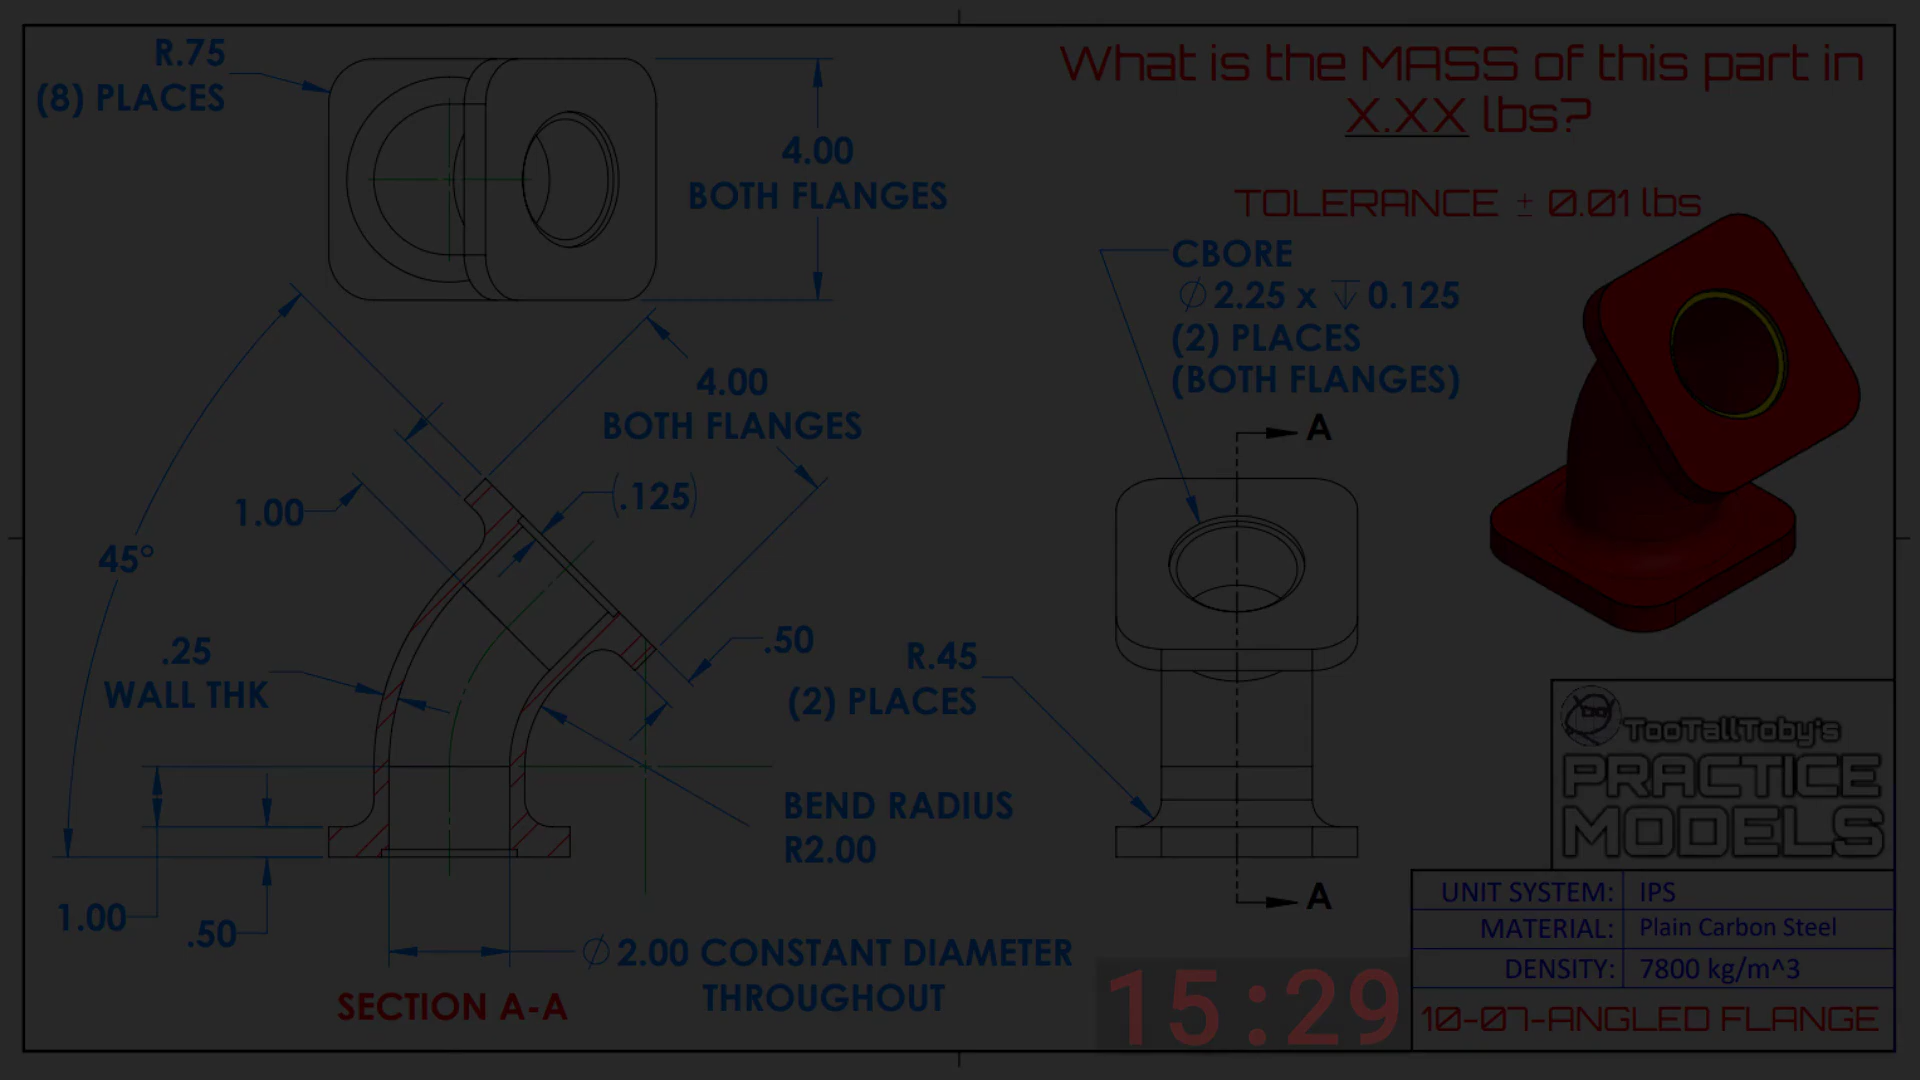 R.75
(8) PLACES
What is the MASS of this part in
X.XX lbs?
4.00
BOTH FLANGES
TOLERANCE ± 0.01 lbs
CBORE
∅ 2.25 x ↧ 0.125
(2) PLACES
(BOTH FLANGES)
4.00
BOTH FLANGES
A
(.125)
1.00
45°
.50
.25
WALL THK
R.45
(2) PLACES
TooTallToby's
PRACTICE
MODELS
BEND RADIUS
R2.00
A
1.00
.50
∅ 2.00 CONSTANT DIAMETER
THROUGHOUT
SECTION A-A
UNIT SYSTEM: IPS
MATERIAL: Plain Carbon Steel
DENSITY: 7800 kg/m^3
15:29
10-07-ANGLED FLANGE